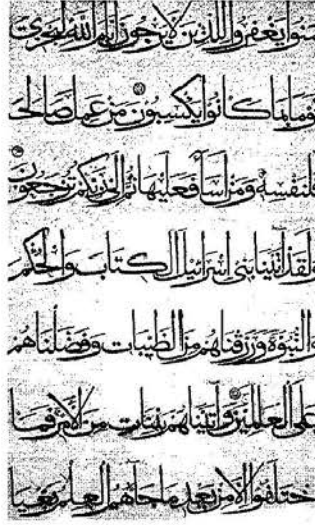 منوا يغفروا للذين لا يرجون أيام الله ليجزي
قوما بما كانوا يكسبون من عمل صالحا
فلنفسه ومن أساء فعليها ثم إلى ربكم ترجعون
ولقد آتينا بني إسرائيل الكتاب والحكم
والنبوة ورزقناهم من الطيبات وفضلناهم
على العالمين وآتيناهم بينات من الأمر فما
اختلفوا إلا من بعد ما جاءهم العلم بغيا